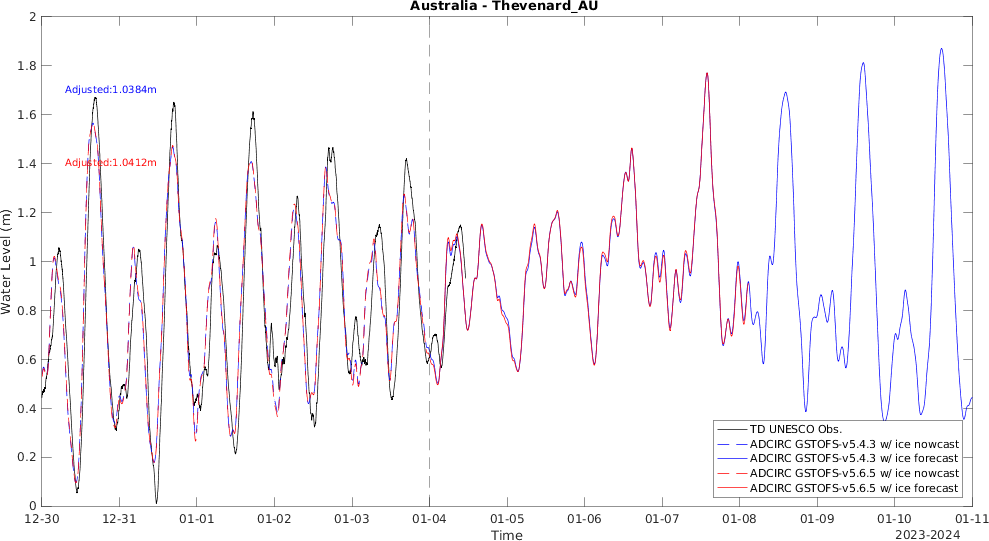 Australia - Thevenard_AU
2
1.8
1.6
1.4
1.2
1
0.8
0.6
0.4
0.2
0
Water Level (m)
Adjusted:1.0384m
Adjusted:1.0412m
TD UNESCO Obs.
ADCIRC GSTOFS-v5.4.3 w/ ice nowcast
ADCIRC GSTOFS-v5.4.3 w/ ice forecast
ADCIRC GSTOFS-v5.6.5 w/ ice nowcast
ADCIRC GSTOFS-v5.6.5 w/ ice forecast
12-30 12-31 01-01 01-02 01-03 01-04 01-05 01-06 01-07 01-08 01-09 01-10 01-11
Time
2023-2024